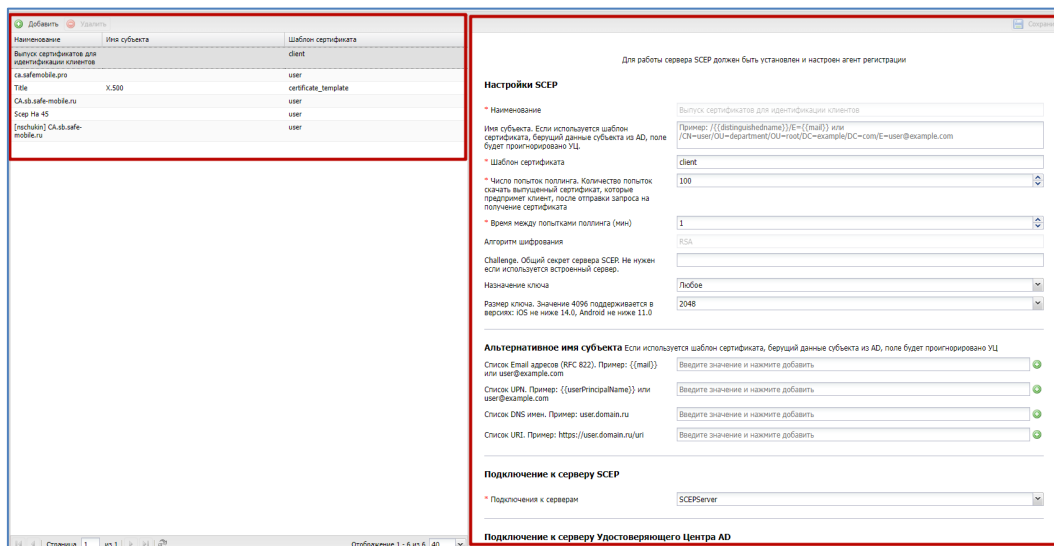 Добавить Удалить
Наименование Имя субъекта Шаблон сертификата
Выпуск сертификатов для
идентификации клиентов client
ca.safemobile.pro user
Title X.500 certificate_template
CA.sb.safe-mobile.ru user
Scep На 45 user
[nschukin] CA.sb.safe-
mobile.ru user
Страница 1 из 1 Отображение 1 - 6 из 6 40
Для работы сервера SCEP должен быть установлен и настроен агент регистрации
Настройки SCEP
* Наименование Выпуск сертификатов для идентификации клиентов
Имя субъекта. Если используется шаблон
сертификата, берущий данные субъекта из AD, поле
будет проигнорировано УЦ.
Пример: /{{distinguishedname}}/E={{mail}} или
/CN=user/OU=department/OU=root/DC=example/DC=com/E=user@example.com
* Шаблон сертификата client
* Число попыток поллинга. Количество попыток
скачать выпущенный сертификат, которые
предпримет клиент, после отправки запроса на
получение сертификата
100
* Время между попытками поллинга (мин) 1
Алгоритм шифрования RSA
Challenge. Общий секрет сервера SCEP. Не нужен
если используется встроенный сервер.
Назначение ключа Любое
Размер ключа. Значение 4096 поддерживается в
версиях: iOS не ниже 14.0, Android не ниже 11.0
2048
Альтернативное имя субъекта Если используется шаблон сертификата, берущий данные субъекта из AD, поле будет проигнорировано УЦ
Список Email адресов (RFC 822). Пример: {{mail}}
или user@example.com
Введите значение и нажмите добавить
Список UPN. Пример: {{userPrincipalName}} или
user@example.com
Введите значение и нажмите добавить
Список DNS имен. Пример: user.domain.ru Введите значение и нажмите добавить
Список URI. Пример: https://user.domain.ru/uri Введите значение и нажмите добавить
Подключение к серверу SCEP
* Подключения к серверам SCEPServer
Подключение к серверу Удостоверяющего Центра AD